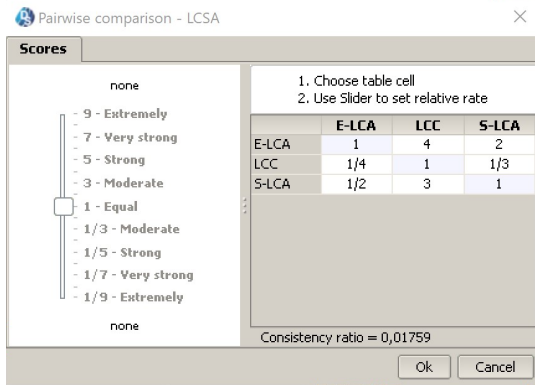 Pairwise comparison - LCSA
Scores
none
9 - Extremely
7 - Very strong
5 - Strong
3 - Moderate
1 - Equal
1/3 - Moderate
1/5 - Strong
1/7 - Very strong
1/9 - Extremely
none
1. Choose table cell
2. Use Slider to set relative rate
E-LCA LCC S-LCA
E-LCA 1 4 2
LCC 1/4 1 1/3
S-LCA 1/2 3 1
Consistency ratio = 0,01759
Ok Cancel